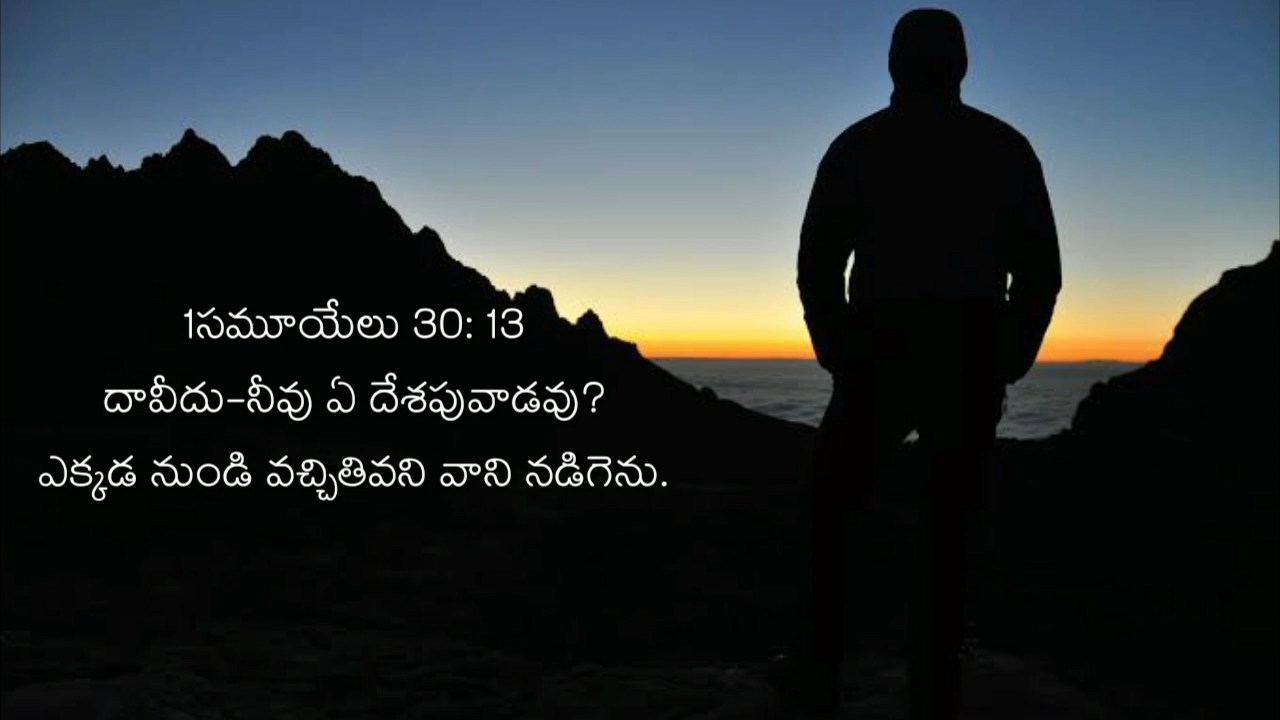 1సమూయేలు 30: 13
దావీదు-నీవు ఏ దేశపువాడవు?
ఎక్కడ నుండి వచ్చితివని వాని నడిగెను.